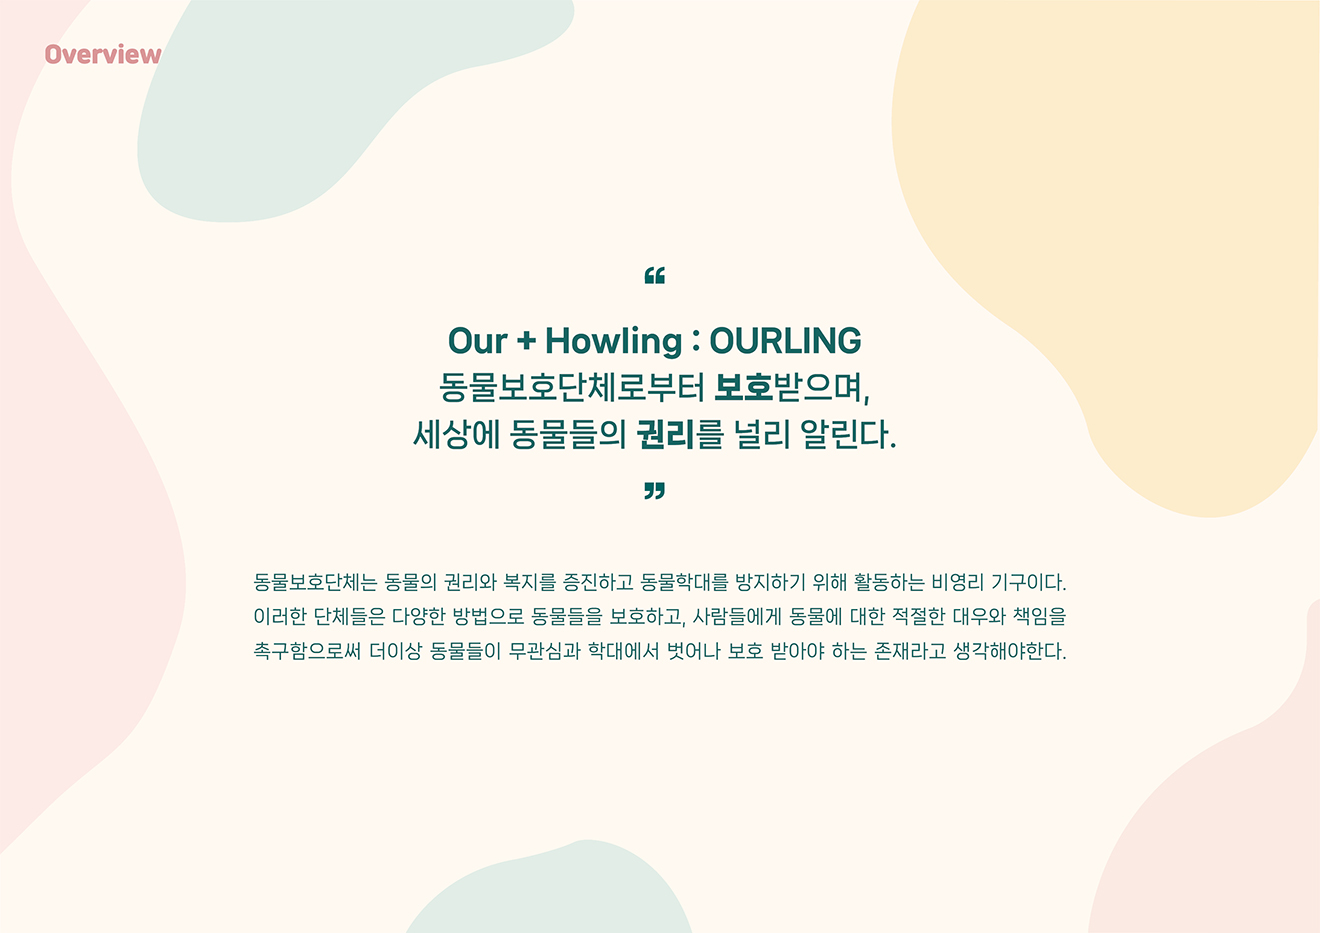 Overview
“
Our + Howling : OURLING
동물보호단체로부터 보호받으며,
세상에 동물들의 권리를 널리 알린다.
”
동물보호단체는 동물의 권리와 복지를 증진하고 동물학대를 방지하기 위해 활동하는 비영리 기구이다.
이러한 단체들은 다양한 방법으로 동물들을 보호하고, 사람들에게 동물에 대한 적절한 대우와 책임을
촉구함으로써 더이상 동물들이 무관심과 학대에서 벗어나 보호 받아야 하는 존재라고 생각해야한다.